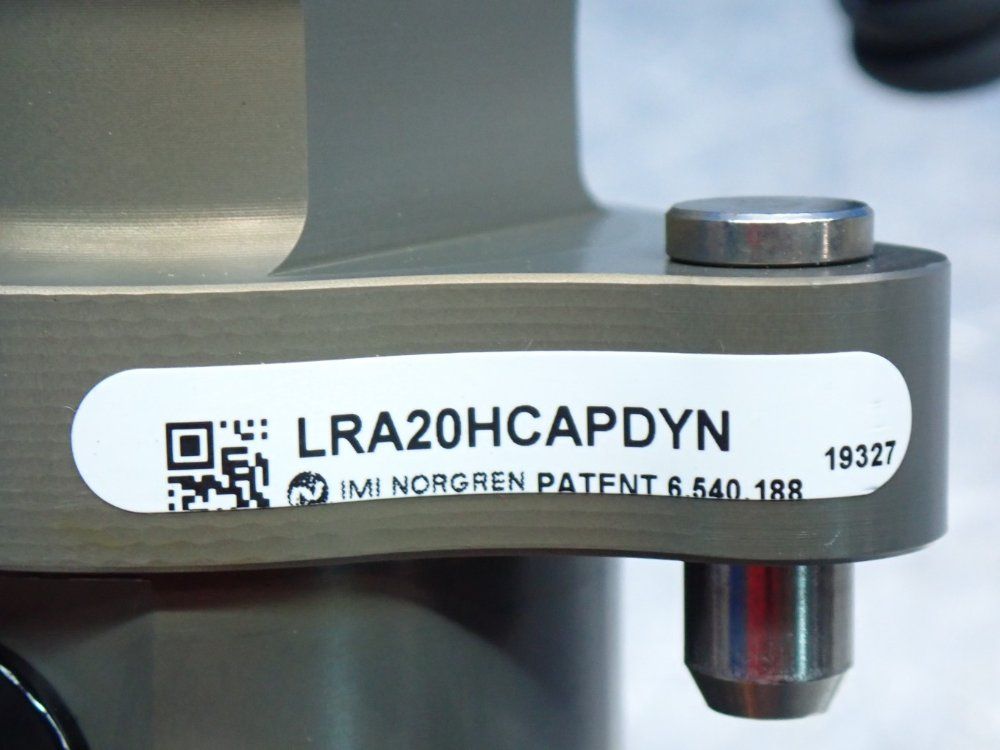 LRA20HCAPDYN
19327
IMI NORGREN PATENT 6,540,188